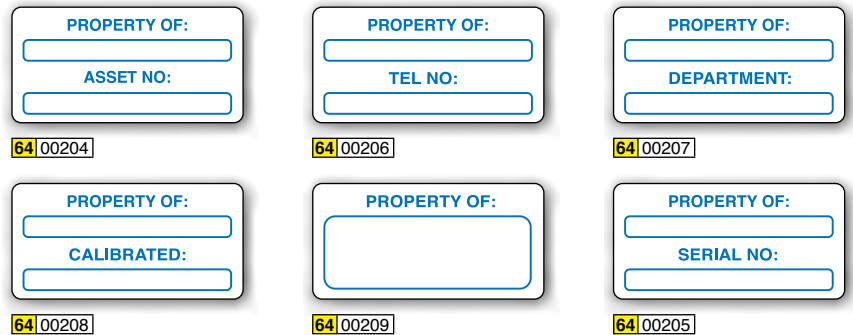 PROPERTY OF:
ASSET NO:
64 00204
PROPERTY OF:
TEL NO:
64 00206
PROPERTY OF:
DEPARTMENT:
64 00207
PROPERTY OF:
CALIBRATED:
64 00208
PROPERTY OF:
64 00209
PROPERTY OF:
SERIAL NO:
64 00205